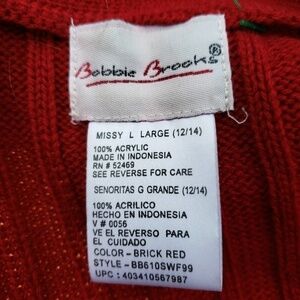 Bobbie Brooks®
MISSY L LARGE (12/14)
100% ACRYLIC
MADE IN INDONESIA
RN # 52469
SEE REVERSE FOR CARE
SEÑORITAS G GRANDE (12/14)
100% ACRILICO
HECHO EN INDONESIA
V # 0056
VE EL REVERSO PARA
EL CUIDADO
COLOR – BRICK RED
STYLE – BB610SWF99
UPC : 403410567987